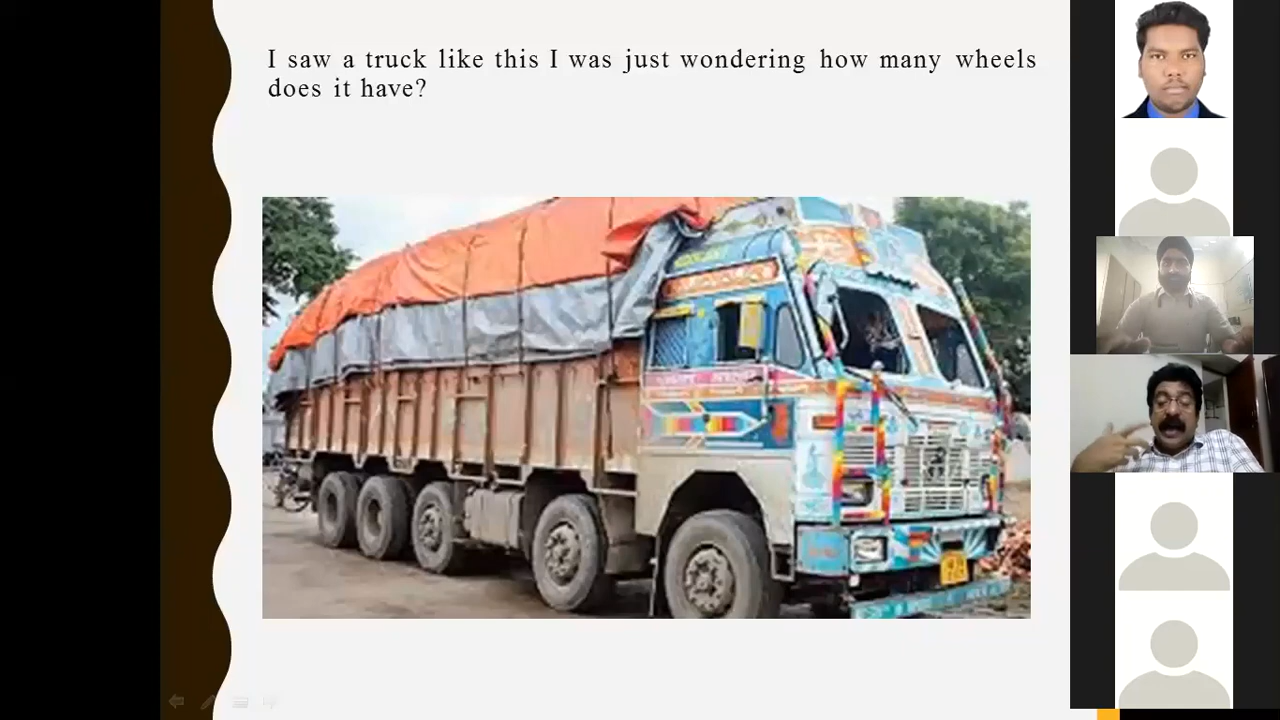 I saw a truck like this I was just wondering how many wheels
does it have?